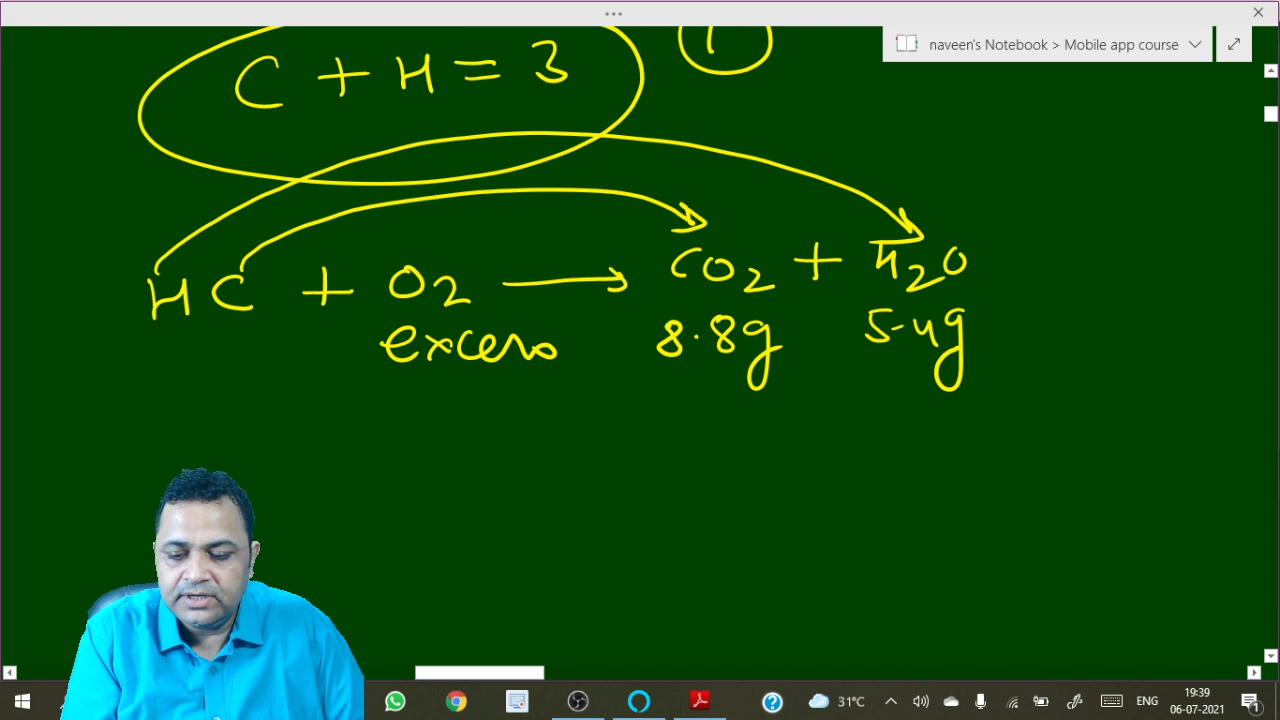 naveen's Notebook > Mobile app course
C + H = 3
1
HC + O2 → CO2 + H2O
excess 8.8g 5.4g
31°C
ENG
19:39
06-07-2021
1